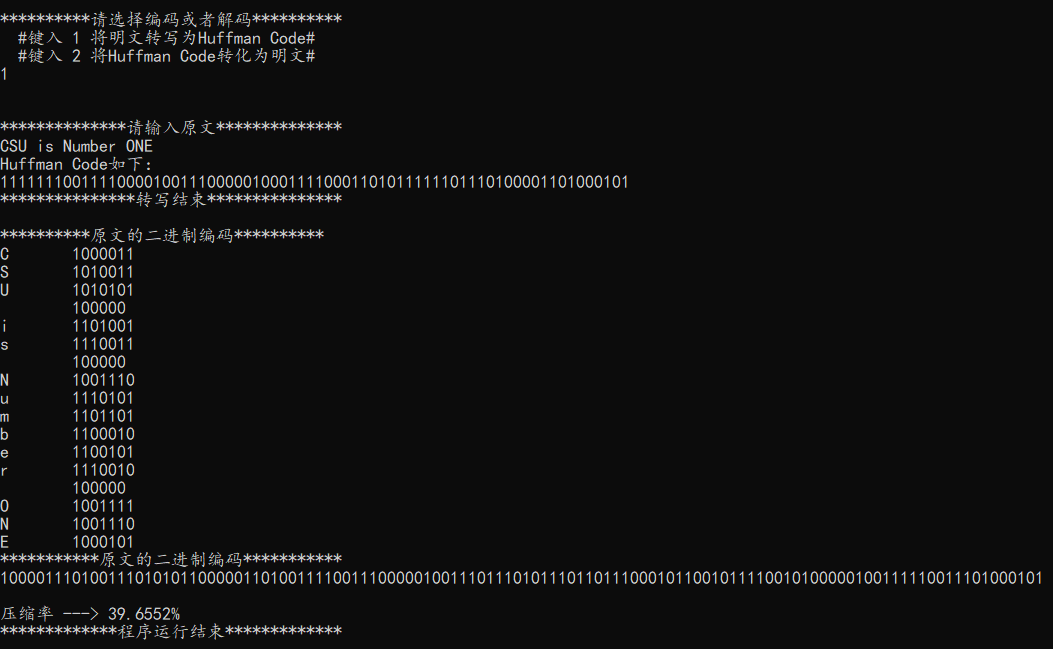 **********请选择编码或者解码**********
#键入 1 将明文转写为Huffman Code#
#键入 2 将Huffman Code转化为明文#
1
**************请输入原文**************
CSU is Number ONE
Huffman Code如下:
1111111001111000010011100000100011110001101011111101110100001101000101
***************转写结束***************
**********原文的二进制编码**********
C 1000011
S 1010011
U 1010101
100000
i 1101001
s 1110011
100000
N 1001110
u 1110101
m 1101101
b 1100010
e 1100101
r 1110010
100000
O 1001111
N 1001110
E 1000101
***********原文的二进制编码***********
10000111010011101010110000011010011110011100000100111011101011101101110001011001011110010100000100111110011101000101
压缩率 ---> 39.6552%
*************程序运行结束*************